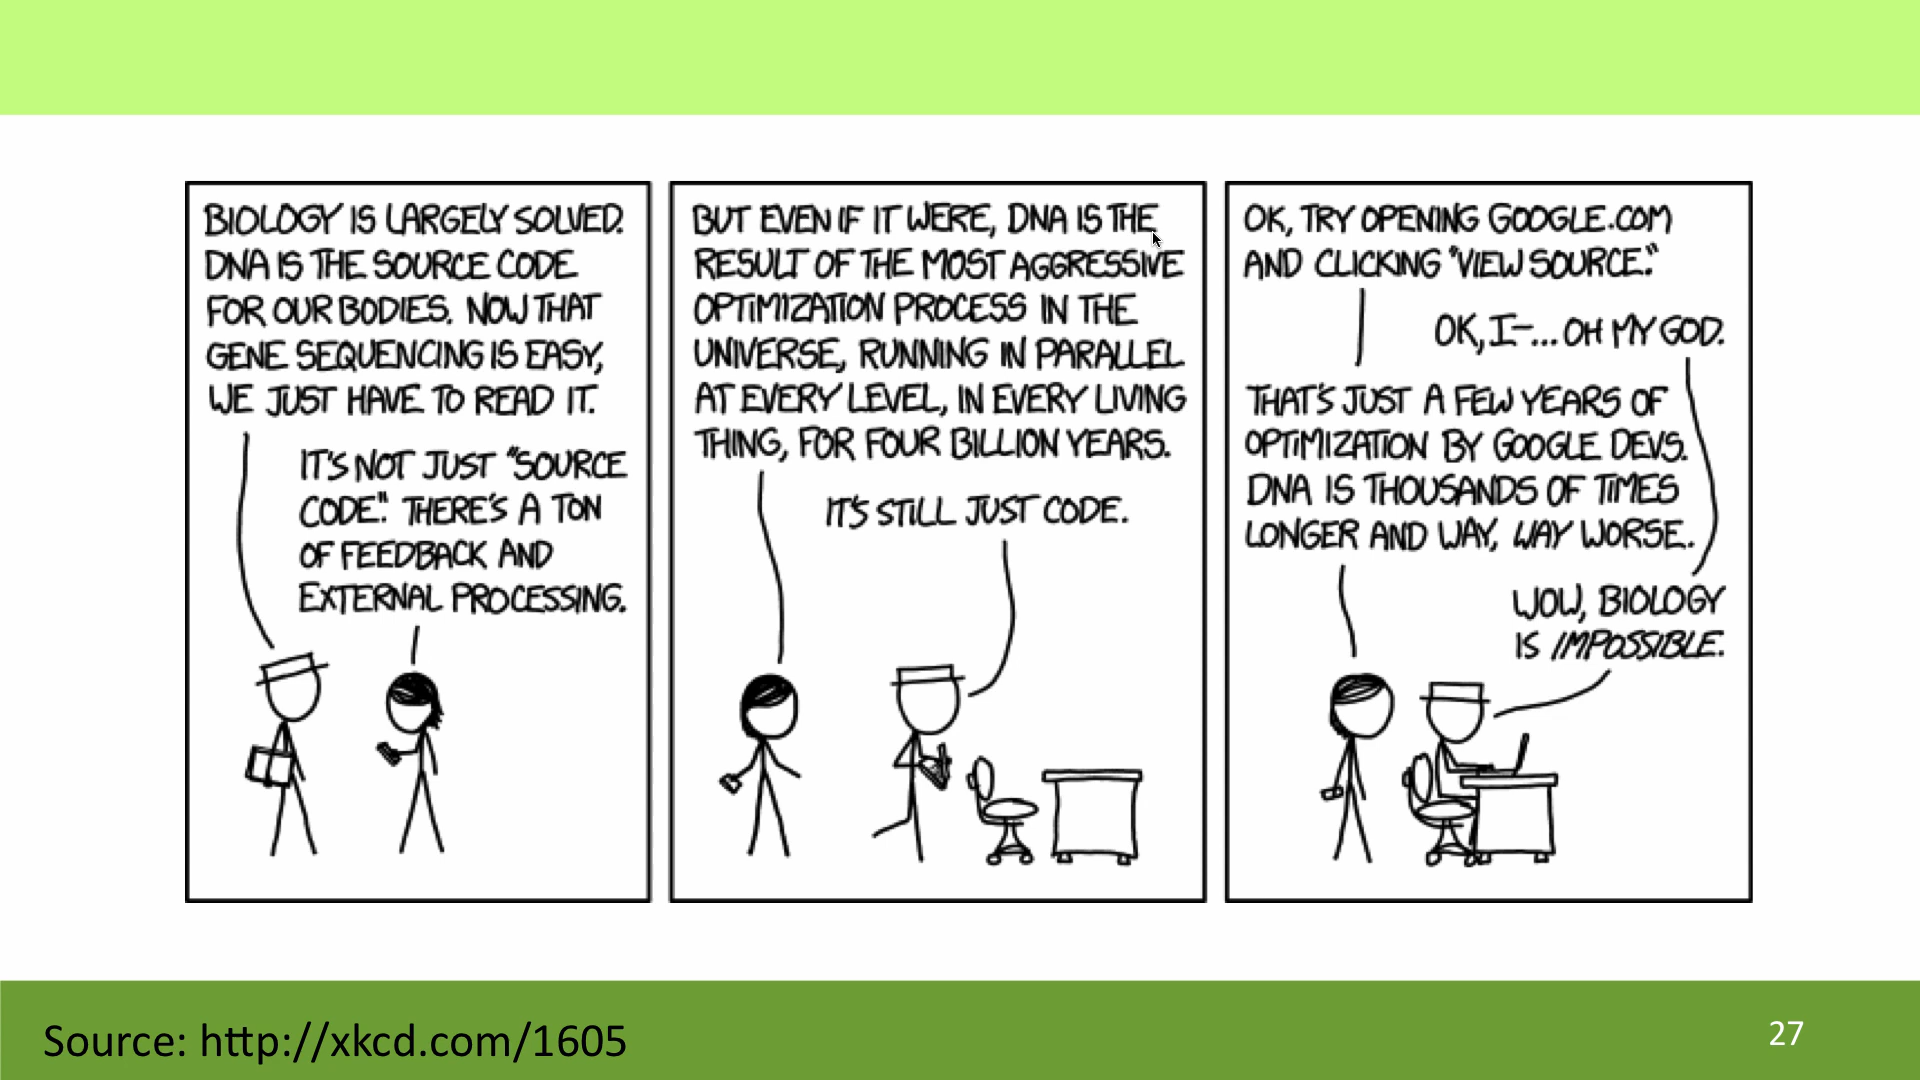 BIOLOGY IS LARGELY SOLVED.
DNA IS THE SOURCE CODE
FOR OUR BODIES. NOW THAT
GENE SEQUENCING IS EASY,
WE JUST HAVE TO READ IT.
IT'S NOT JUST "SOURCE
CODE". THERE'S A TON
OF FEEDBACK AND
EXTERNAL PROCESSING.
BUT EVEN IF IT WERE, DNA IS THE
RESULT OF THE MOST AGGRESSIVE
OPTIMIZATION PROCESS IN THE
UNIVERSE, RUNNING IN PARALLEL
AT EVERY LEVEL, IN EVERY LIVING
THING, FOR FOUR BILLION YEARS.
IT'S STILL JUST CODE.
OK, TRY OPENING GOOGLE.COM
AND CLICKING "VIEW SOURCE."
OK, I-... OH MY GOD.
THAT'S JUST A FEW YEARS OF
OPTIMIZATION BY GOOGLE DEVS.
DNA IS THOUSANDS OF TIMES
LONGER AND WAY, WAY WORSE.
WOW, BIOLOGY
IS IMPOSSIBLE.
Source: http://xkcd.com/1605
27